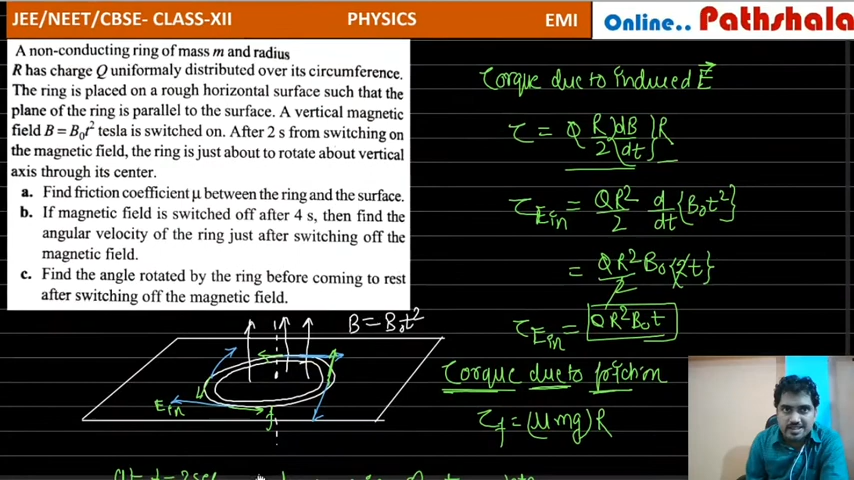 JEE/NEET/CBSE- CLASS-XII PHYSICS EMI Online.. Pathshala
A non-conducting ring of mass m and radius
R has charge Q uniformaly distributed over its circumference.
The ring is placed on a rough horizontal surface such that the
plane of the ring is parallel to the surface. A vertical magnetic
field B = B₀t² tesla is switched on. After 2 s from switching on
the magnetic field, the ring is just about to rotate about vertical
axis through its center.
a. Find friction coefficient μ between the ring and the surface.
b. If magnetic field is switched off after 4 s, then find the
angular velocity of the ring just after switching off the
magnetic field.
c. Find the angle rotated by the ring before coming to rest
after switching off the magnetic field.
B = B₀t²
Ein
f
Torque due to induced E⃗
τ = Q R/2 {dB/dt} R
τEin = QR²/2 d/dt {B₀t²}
= QR²/2 B₀ {2t}
τEin = QR²B₀t
Torque due to friction
τf = (μmg)R
at t=2sec